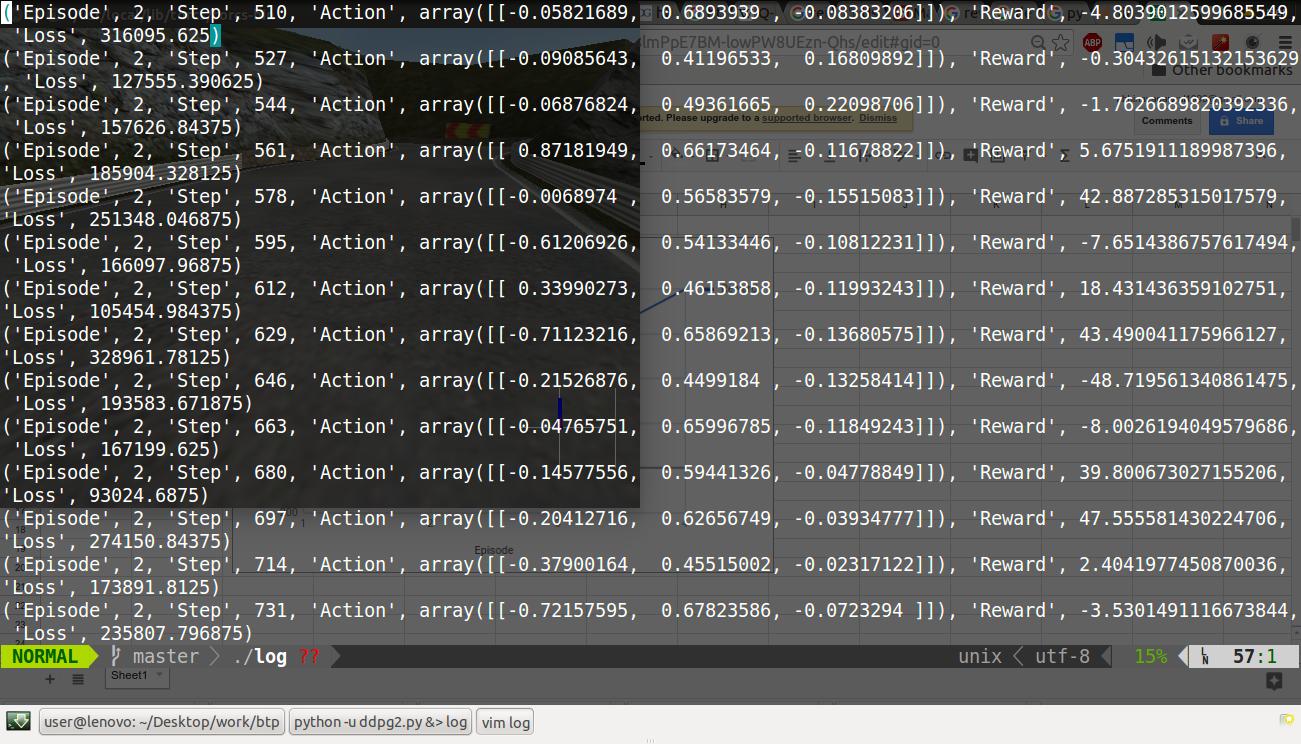 ('Episode', 2, 'Step', 510, 'Action', array([[-0.05821689,  0.6893939 , -0.08383206]]), 'Reward', -4.8039012599685549,
 'Loss', 316095.625)
('Episode', 2, 'Step', 527, 'Action', array([[-0.09085643,  0.41196533,  0.16809892]]), 'Reward', -0.30432615132153629
, 'Loss', 127555.390625)
('Episode', 2, 'Step', 544, 'Action', array([[-0.06876824,  0.49361665,  0.22098706]]), 'Reward', -1.7626689820392336,
 'Loss', 157626.84375)
('Episode', 2, 'Step', 561, 'Action', array([[ 0.87181949,  0.66173464, -0.11678822]]), 'Reward', 5.6751911189987396,
'Loss', 185904.328125)
('Episode', 2, 'Step', 578, 'Action', array([[-0.0068974 ,  0.56583579, -0.15515083]]), 'Reward', 42.887285315017579,
'Loss', 251348.046875)
('Episode', 2, 'Step', 595, 'Action', array([[-0.61206926,  0.54133446, -0.10812231]]), 'Reward', -7.6514386757617494,
 'Loss', 166097.96875)
('Episode', 2, 'Step', 612, 'Action', array([[ 0.33990273,  0.46153858, -0.11993243]]), 'Reward', 18.431436359102751,
'Loss', 105454.984375)
('Episode', 2, 'Step', 629, 'Action', array([[-0.71123216,  0.65869213, -0.13680575]]), 'Reward', 43.490041175966127,
'Loss', 328961.78125)
('Episode', 2, 'Step', 646, 'Action', array([[-0.21526876,  0.4499184 , -0.13258414]]), 'Reward', -48.719561340861475,
 'Loss', 193583.671875)
('Episode', 2, 'Step', 663, 'Action', array([[-0.04765751,  0.65996785, -0.11849243]]), 'Reward', -8.0026194049579686,
 'Loss', 167199.625)
('Episode', 2, 'Step', 680, 'Action', array([[-0.14577556,  0.59441326, -0.04778849]]), 'Reward', 39.800673027155206,
'Loss', 93024.6875)
('Episode', 2, 'Step', 697, 'Action', array([[-0.20412716,  0.62656749, -0.03934777]]), 'Reward', 47.555581430224706,
'Loss', 274150.84375)
('Episode', 2, 'Step', 714, 'Action', array([[-0.37900164,  0.45515002, -0.02317122]]), 'Reward', 2.4041977450870036,
'Loss', 173891.8125)
('Episode', 2, 'Step', 731, 'Action', array([[-0.72157595,  0.67823586, -0.0723294 ]]), 'Reward', -3.5301491116673844,
 'Loss', 235807.796875)
NORMAL master ./log ?? unix utf-8 15% LN 57:1
Other bookmarks
Please upgrade to a supported browser. Dismiss
Comments Share
Episode
Sheet1
user@lenovo: ~/Desktop/work/btp python -u ddpg2.py &> log vim log